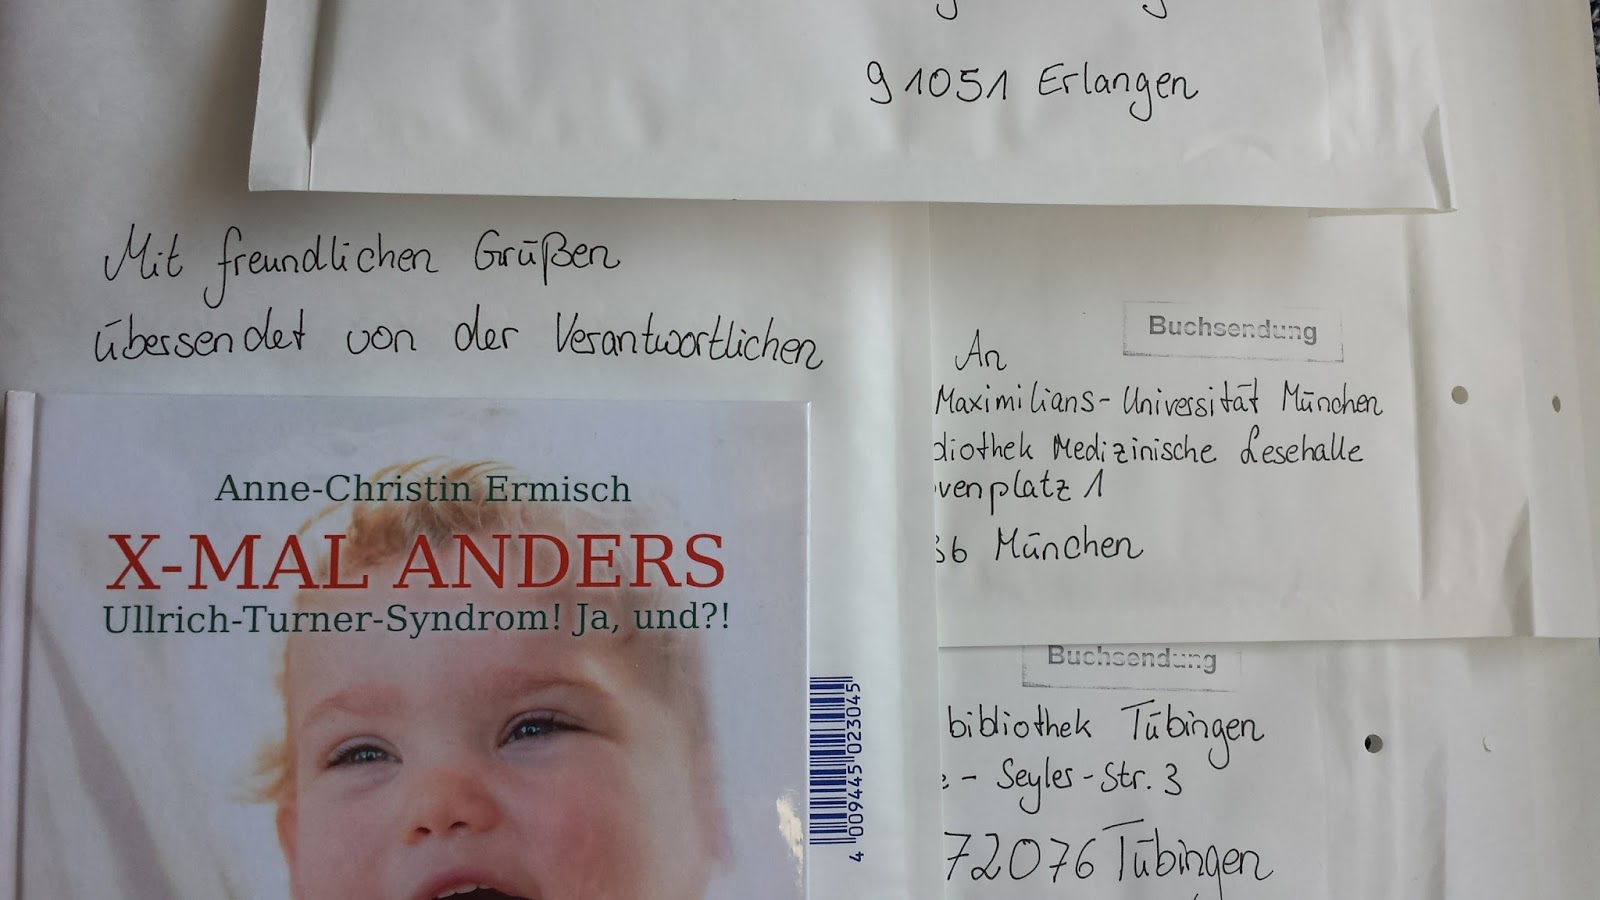 91051 Erlangen
Mit freundlichen Grüßen
übersendet von der Verantwortlichen
Anne-Christin Ermisch
X-MAL ANDERS
Ullrich-Turner-Syndrom! Ja, und?!
4 009445 023045
Buchsendung
An
Maximilians-Universität München
diothek Medizinische Lesehalle
venplatz 1
36 München
Buchsendung
bibliothek Tübingen
e-Seyles-Str. 3
72076 Tübingen